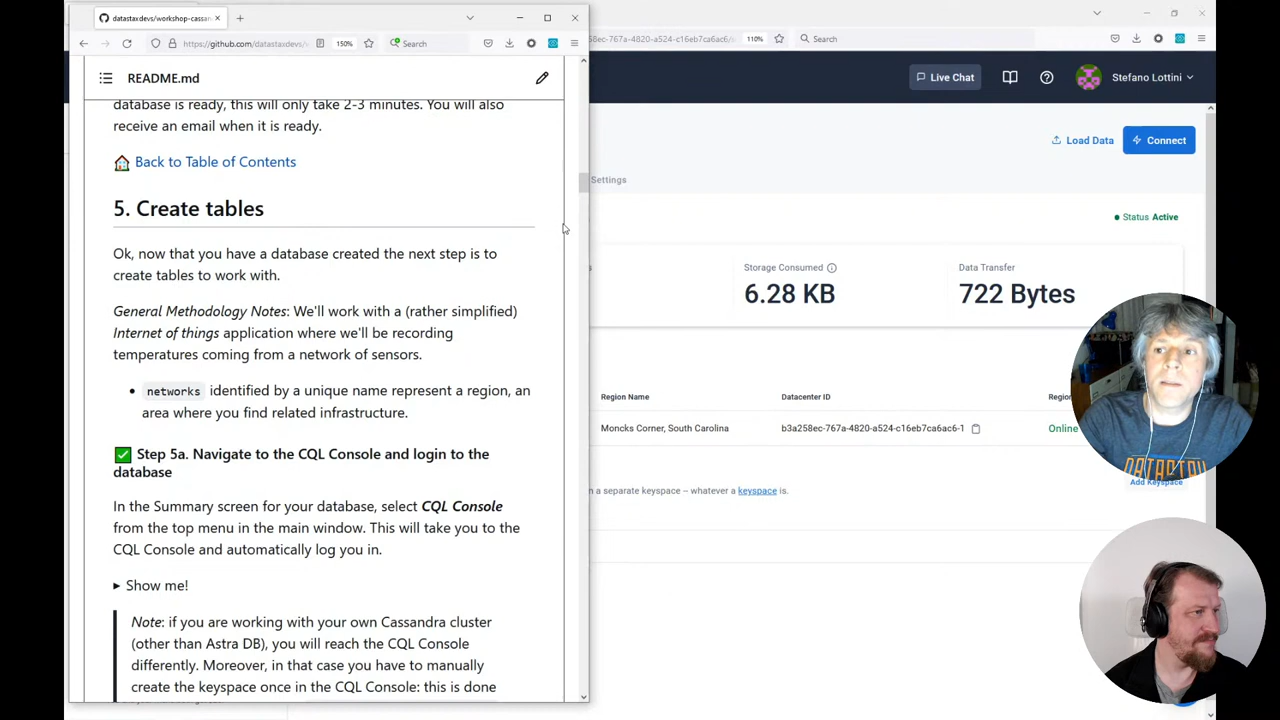 datastaxdevs/workshop-cassan
https://github.com/datastaxdevs/
150%
Search
README.md
database is ready, this will only take 2-3 minutes. You will also
receive an email when it is ready.
Back to Table of Contents
5. Create tables
Ok, now that you have a database created the next step is to
create tables to work with.
General Methodology Notes: We'll work with a (rather simplified)
Internet of things application where we'll be recording
temperatures coming from a network of sensors.
networks identified by a unique name represent a region, an
area where you find related infrastructure.
Step 5a. Navigate to the CQL Console and login to the
database
In the Summary screen for your database, select CQL Console
from the top menu in the main window. This will take you to the
CQL Console and automatically log you in.
Show me!
Note: if you are working with your own Cassandra cluster
(other than Astra DB), you will reach the CQL Console
differently. Moreover, in that case you have to manually
create the keyspace once in the CQL Console: this is done
58ec-767a-4820-a524-c16eb7ca6ac6/
110%
Search
Live Chat
Stefano Lottini
Load Data
Connect
Settings
Status Active
Storage Consumed
Data Transfer
6.28 KB
722 Bytes
Region Name
Datacenter ID
Moncks Corner, South Carolina
b3a258ec-767a-4820-a524-c16eb7ca6ac6-1
Online
n a separate keyspace – whatever a keyspace is.
Add Keyspace